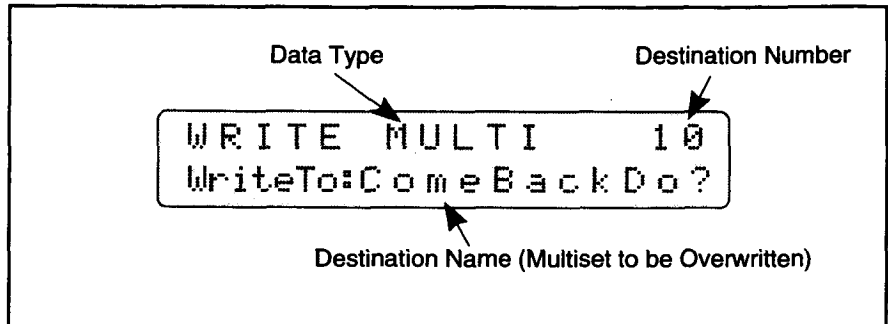 Data Type Destination Number
WRITE MULTI 10
WriteTo:ComeBackDo?
Destination Name (Multiset to be Overwritten)